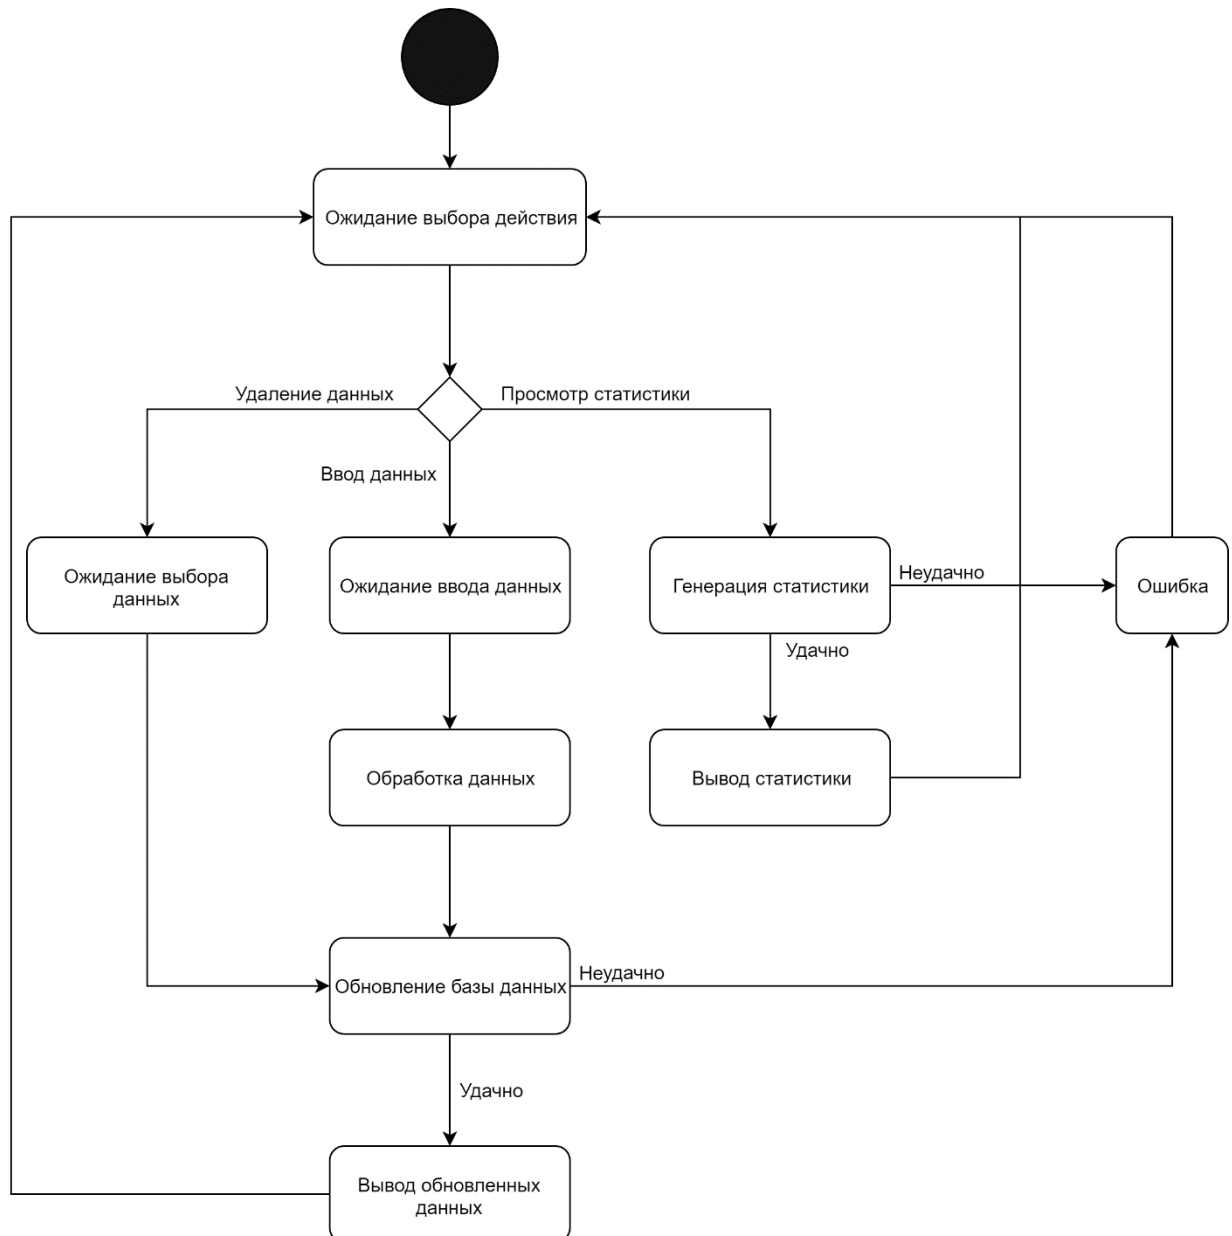 Ожидание выбора действия
Удаление данных
Просмотр статистики
Ввод данных
Ожидание выбора
данных
Ожидание ввода данных
Генерация статистики
Неудачно
Ошибка
Удачно
Обработка данных
Вывод статистики
Обновление базы данных
Неудачно
Удачно
Вывод обновленных
данных